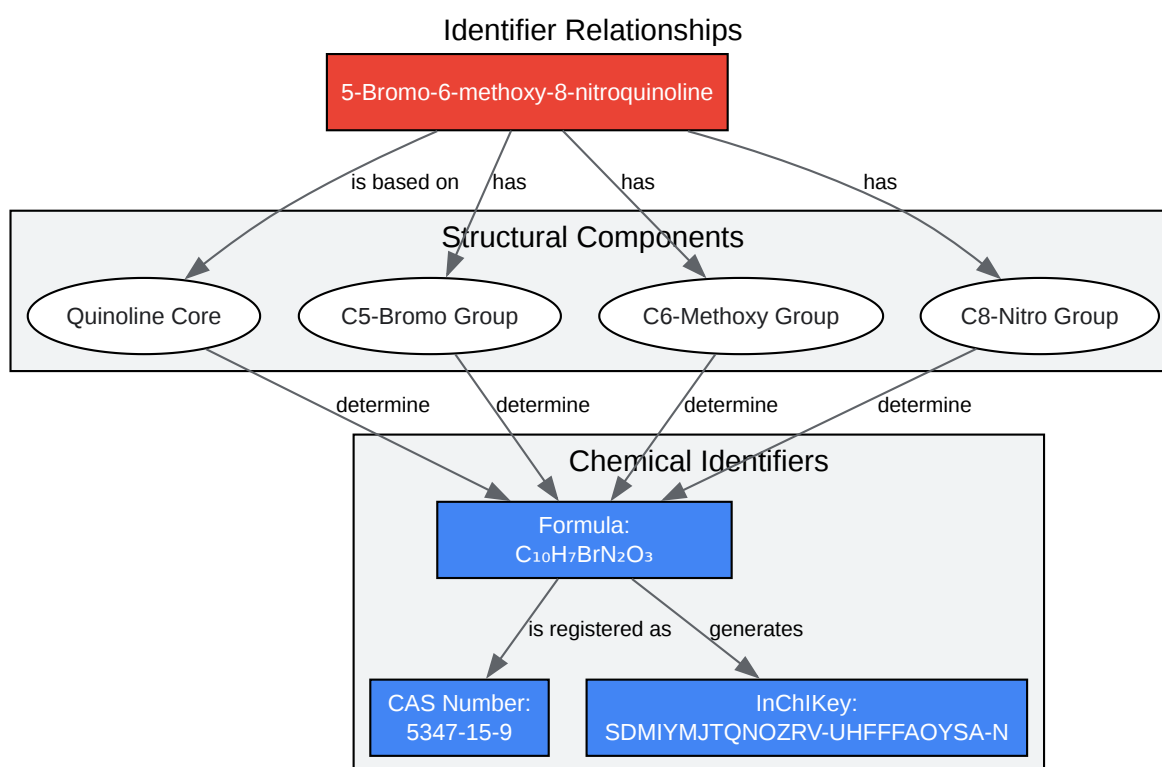 Identifier Relationships
5-Bromo-6-methoxy-8-nitroquinoline
is based on
has
has
has
Structural Components
Quinoline Core
C5-Bromo Group
C6-Methoxy Group
C8-Nitro Group
determine
determine
determine
determine
Chemical Identifiers
Formula:
C₁₀H₇BrN₂O₃
is registered as
generates
CAS Number:
5347-15-9
InChIKey:
SDMIYMJTQNOZRV-UHFFFAOYSA-N